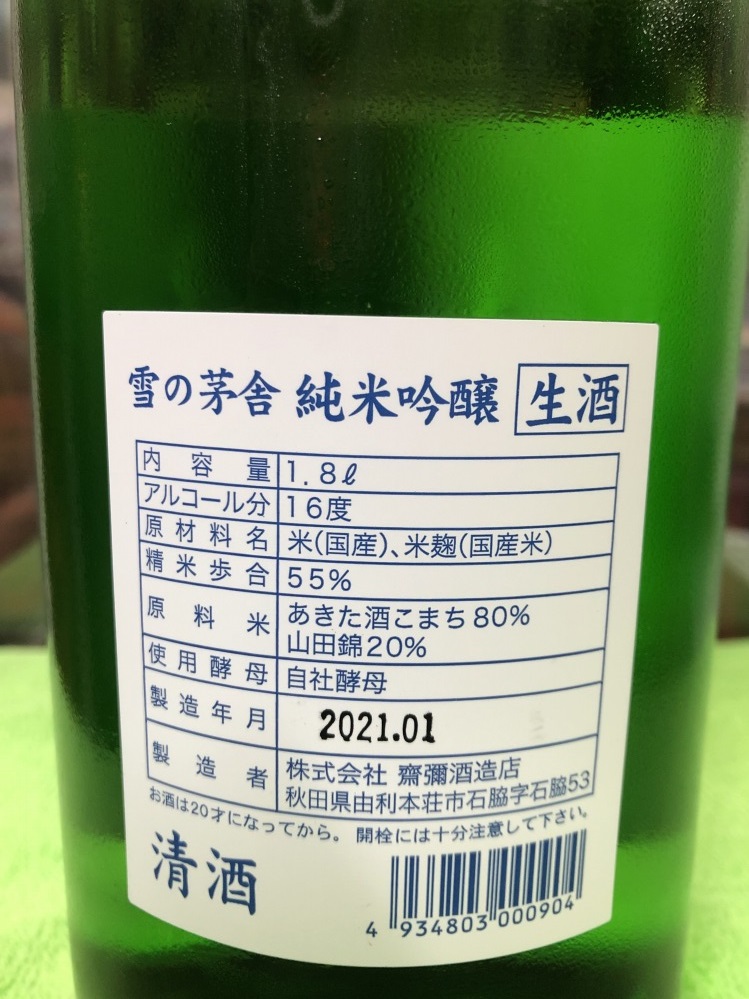 雪の茅舎 純米吟醸 生酒
内容量 1.8ℓ
アルコール分 16度
原材料名 米(国産)、米麹(国産米)
精米歩合 55%
原料米 あきた酒こまち80%
山田錦20%
使用酵母 自社酵母
製造年月 2021.01
製造者 株式会社 齋彌酒造店
秋田県由利本荘市石脇字石脇53
お酒は20才になってから。 開栓には十分注意して下さい。
清酒
4 934803 000904